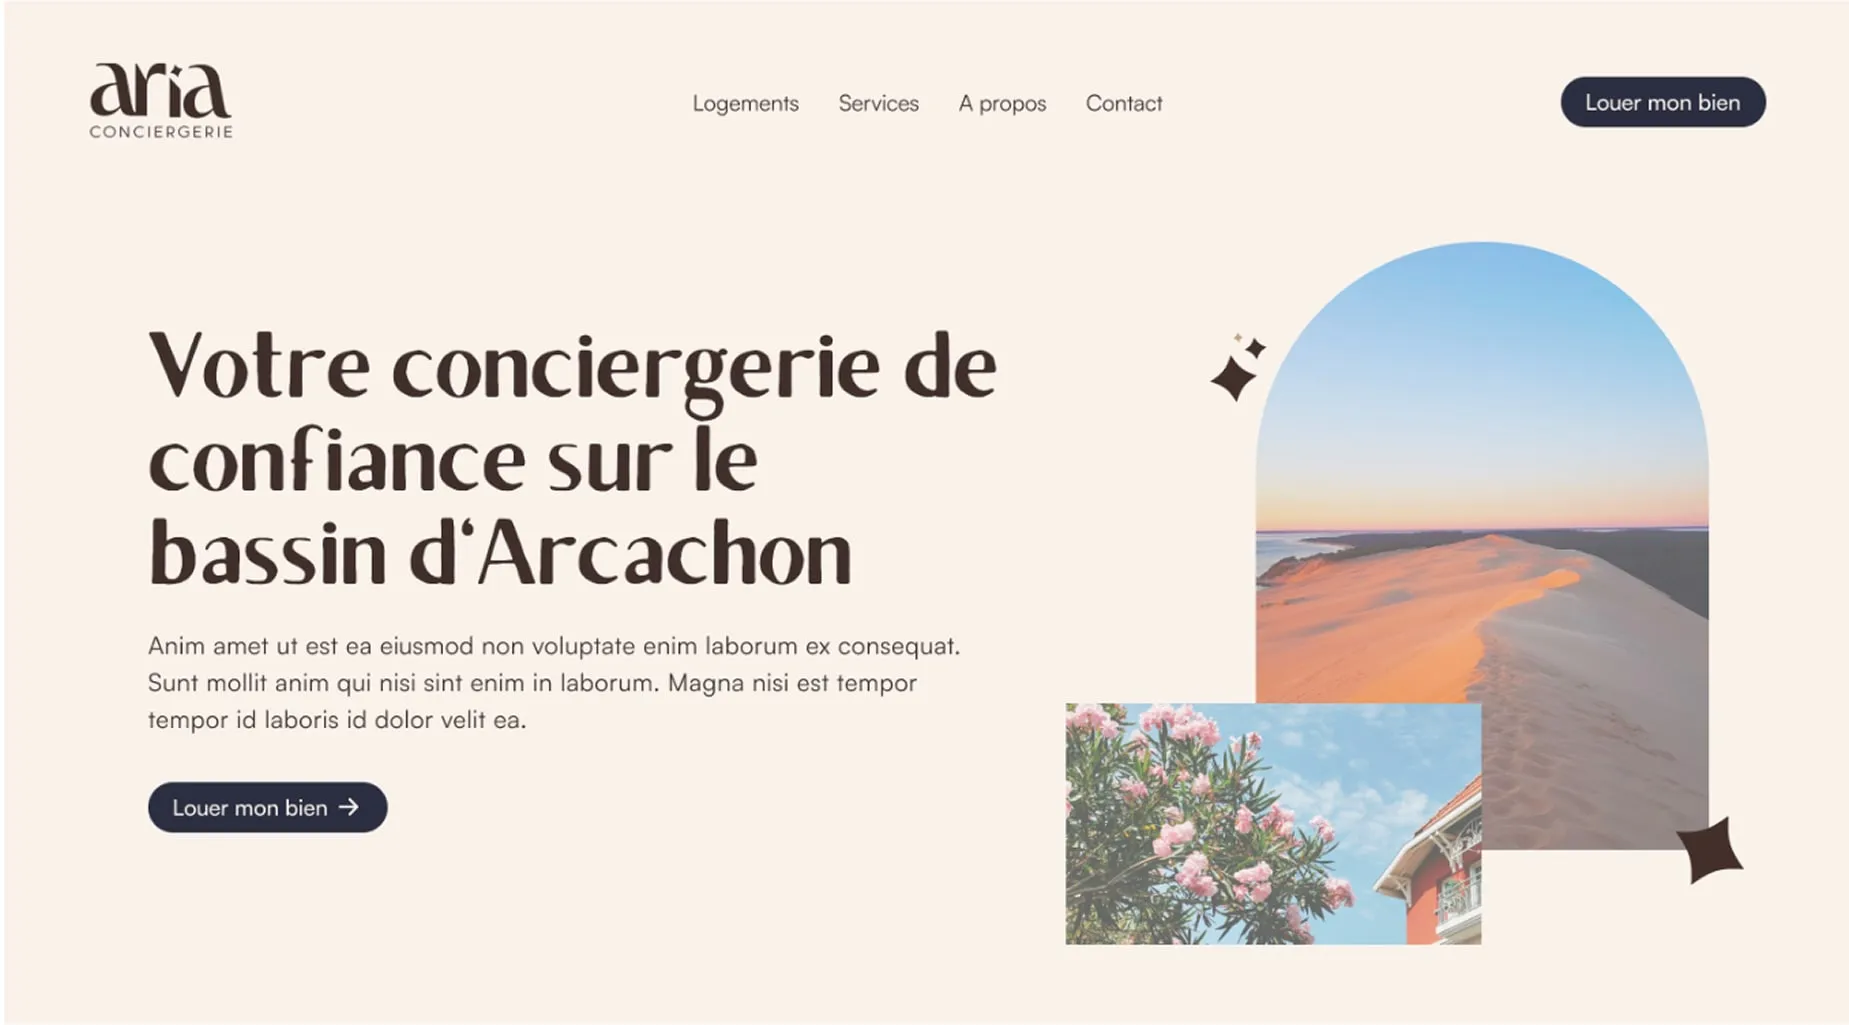 aria
CONCIERGERIE
Logements
Services
A propos
Contact
Louer mon bien
Votre conciergerie de
confiance sur le
bassin d‘Arcachon
Anim amet ut est ea eiusmod non voluptate enim laborum ex consequat.
Sunt mollit anim qui nisi sint enim in laborum. Magna nisi est tempor
tempor id laboris id dolor velit ea.
Louer mon bien →